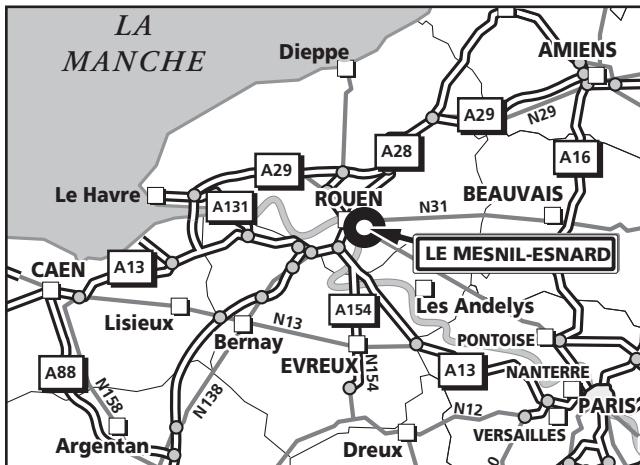 LA
MANCHE
Dieppe
AMIENS
A29
N29
A28
A29
A16
Le Havre
A131
ROUEN
N31
BEAUVAIS
LE MESNIL-ESNARD
A13
CAEN
Les Andelys
Lisieux
A154
N13
Bernay
PONTOISE
EVREUX
N154
A13
NANTERRE
A88
N158
N138
PARIS
N12
VERSAILLES
Argentan
Dreux